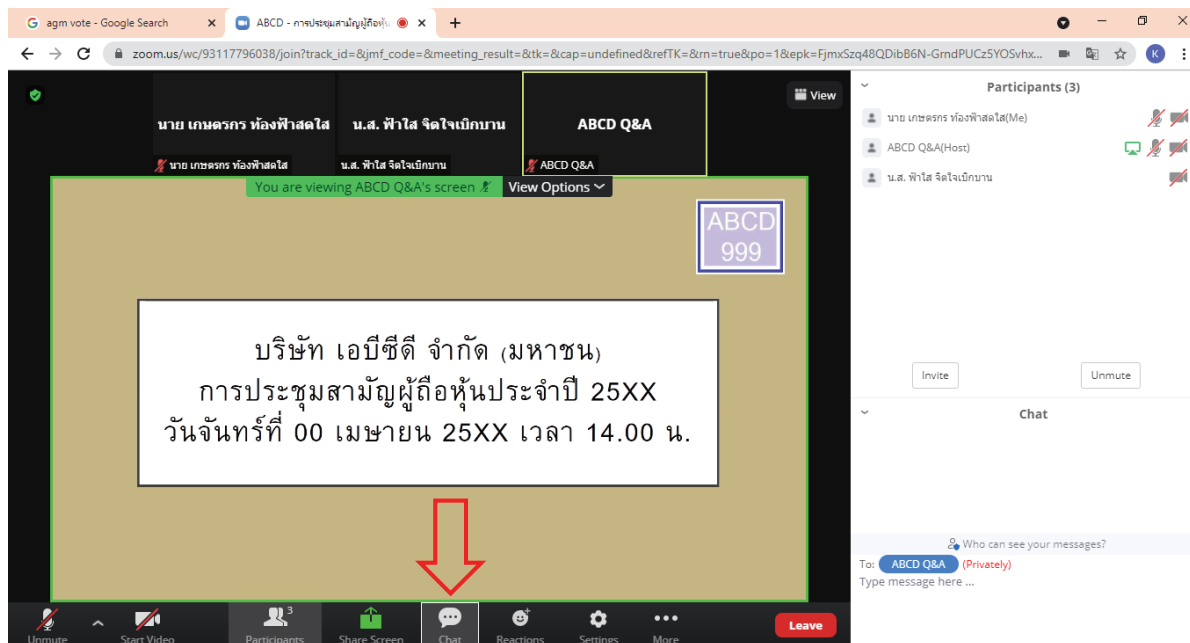 agm vote - Google Search
ABCD - การประชุมสามัญผู้ถือหุ้น
zoom.us/wc/93117796038/join?track_id=&jmf_code=&meeting_result=&tk=&cap=undefined&refTK=&rn=true&po=1&epk=FjmxSzq48QDibB6N-GrndPUCz5YOSvhx...
K
นาย เกษตรกร ท้องฟ้าสดใส
น.ส. ฟ้าใส จิตใจเบิกบาน
ABCD Q&A
View
นาย เกษตรกร ท้องฟ้าสดใส
น.ส. ฟ้าใส จิตใจเบิกบาน
ABCD Q&A
You are viewing ABCD Q&A's screen
View Options
ABCD
999
บริษัท เอบีซีดี จำกัด (มหาชน)
การประชุมสามัญผู้ถือหุ้นประจำปี 25XX
วันจันทร์ที่ 00 เมษายน 25XX เวลา 14.00 น.
Participants (3)
นาย เกษตรกร ท้องฟ้าสดใส(Me)
ABCD Q&A(Host)
น.ส. ฟ้าใส จิตใจเบิกบาน
Invite
Unmute
Chat
Who can see your messages?
To: ABCD Q&A (Privately)
Type message here ...
Unmute
Start Video
3
Participants
Share Screen
Chat
Reactions
Settings
More
Leave